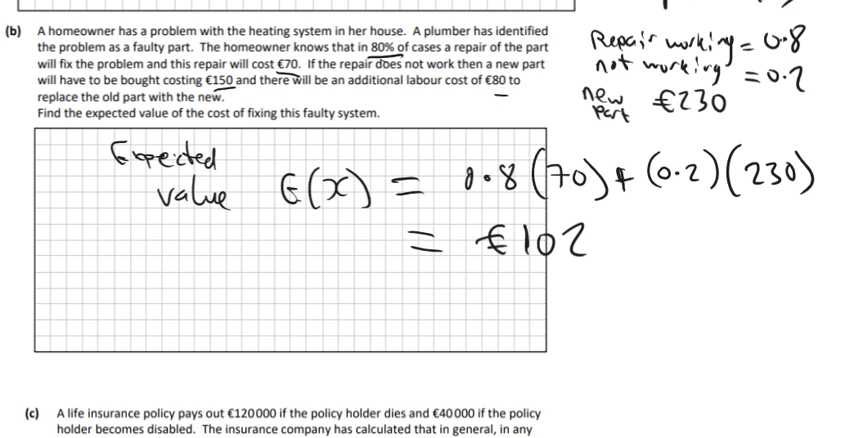 (b) A homeowner has a problem with the heating system in her house. A plumber has identified
the problem as a faulty part. The homeowner knows that in 80% of cases a repair of the part
will fix the problem and this repair will cost €70. If the repair does not work then a new part
will have to be bought costing €150 and there will be an additional labour cost of €80 to
replace the old part with the new.
Find the expected value of the cost of fixing this faulty system.
Repair working = 0.8
not working = 0.2
new part €230
Expected
value E(x) = 0.8(70) + (0.2)(230)
= €102
(c) A life insurance policy pays out €120000 if the policy holder dies and €40000 if the policy
holder becomes disabled. The insurance company has calculated that in general, in any